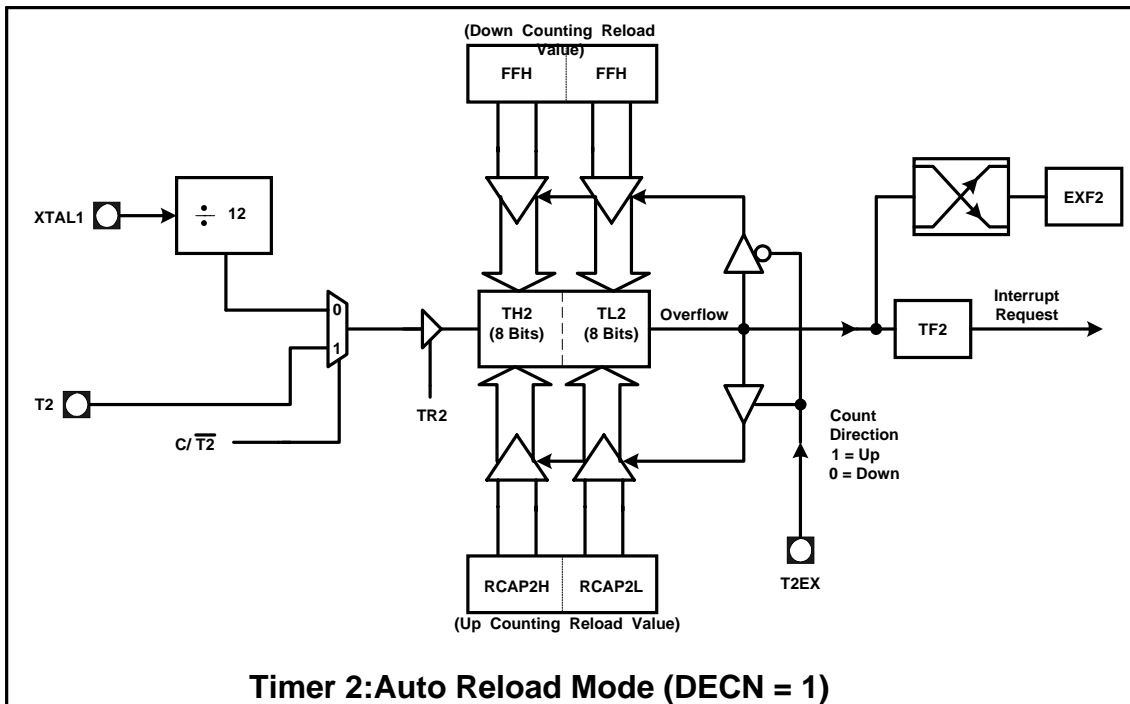 (Down Counting Reload
Value)
FFH FFH
XTAL1
÷ 12
EXF2
0
1
TH2
(8 Bits)
TL2
(8 Bits)
Overflow
TF2
Interrupt
Request
T2
C/ T2
TR2
Count
Direction
1 = Up
0 = Down
RCAP2H RCAP2L
T2EX
(Up Counting Reload Value)
Timer 2:Auto Reload Mode (DECN = 1)